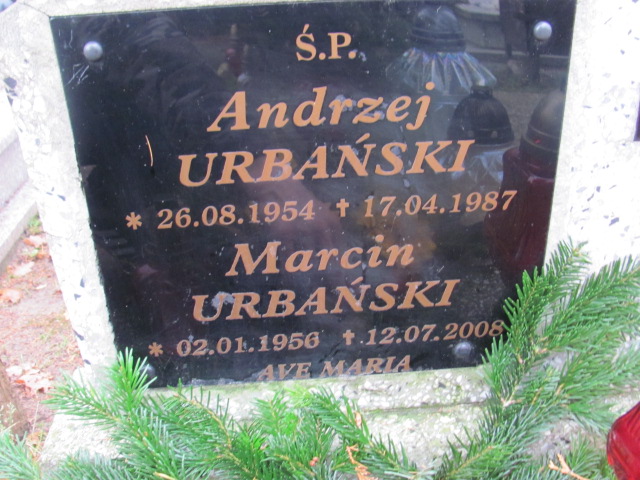 Ś.P.
Andrzej
URBAŃSKI
* 26.08.1954 † 17.04.1987
Marcin
URBAŃSKI
* 02.01.1956 † 12.07.2008
AVE MARIA